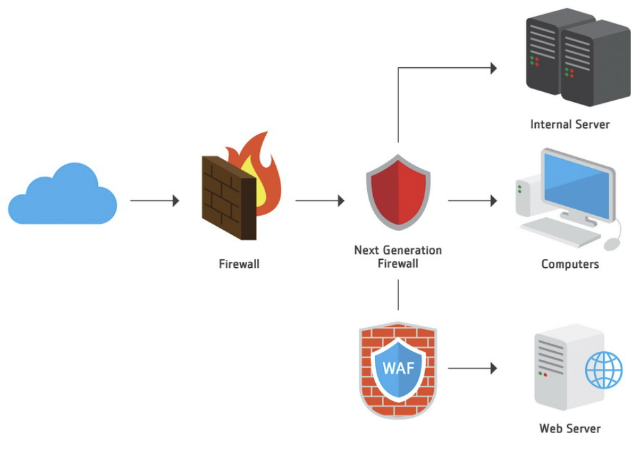 Internal Server
Firewall
Next Generation
Firewall
Computers
WAF
Web Server